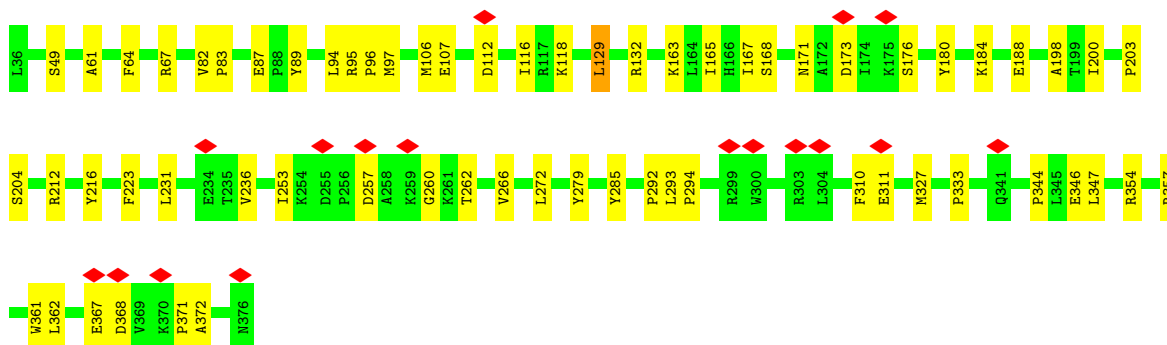 L36 S49 A61 F64 R67 V82 P83 E87 P88 Y89 L94 R95 P96 M97 M106 E107 D112 I116 R117 K118 L129 R132 K163 L164 I165 H166 I167 S168 N171 A172 D173 I174 K175 S176 Y180 K184 E188 A198 T199 I200 P203
S204 R212 Y216 F223 L231 E234 T235 V236 I253 K254 D255 P256 D257 A258 K259 G260 K261 T262 V266 L272 Y279 Y285 P292 L293 P294 R299 W300 R303 L304 F310 E311 M327 P333 Q341 P344 L345 E346 L347 R354
W361 L362 E367 D368 V369 K370 P371 A372 N376